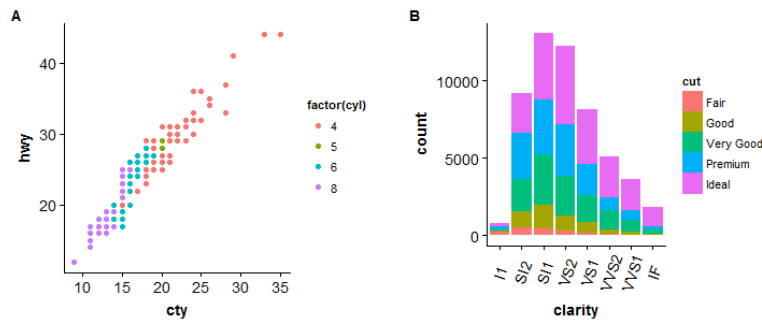 A
hwy
40
30
20
10 15 20 25 30 35
cty
factor(cyl)
4
5
6
8
B
count
10000
5000
0
I1 SI2 SI1 VS2 VS1 VVS2 VVS1 IF
clarity
cut
Fair
Good
Very Good
Premium
Ideal